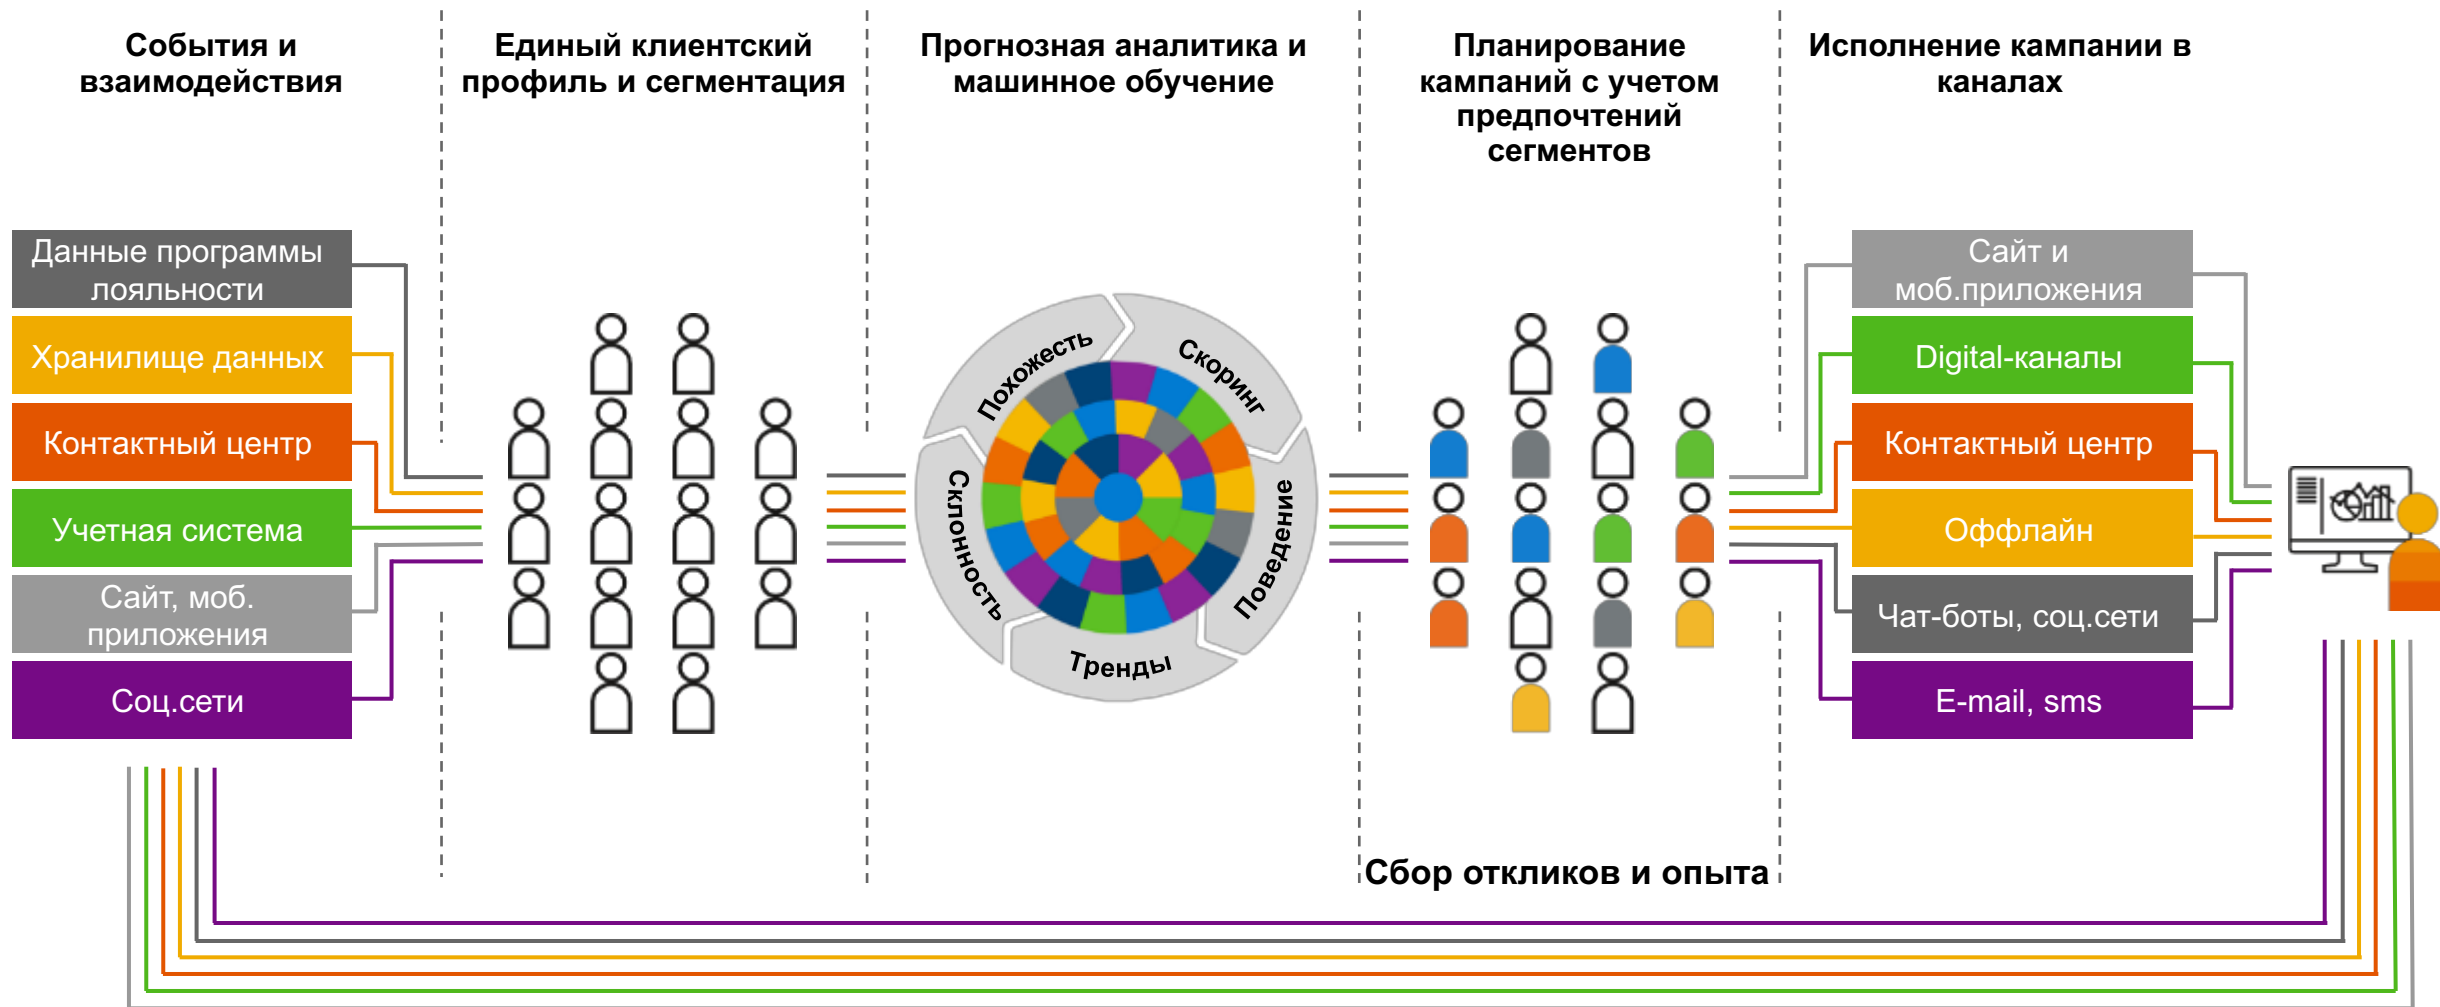 События и
взаимодействия
Единый клиентский
профиль и сегментация
Прогнозная аналитика и
машинное обучение
Планирование
кампаний с учетом
предпочтений
сегментов
Исполнение кампании в
каналах
Данные программы
лояльности
Хранилище данных
Контактный центр
Учетная система
Сайт, моб.
приложения
Соц.сети
Похожесть
Скоринг
Склонность
Поведение
Тренды
Сайт и
моб.приложения
Digital-каналы
Контактный центр
Оффлайн
Чат-боты, соц.сети
E-mail, sms
Сбор откликов и опыта